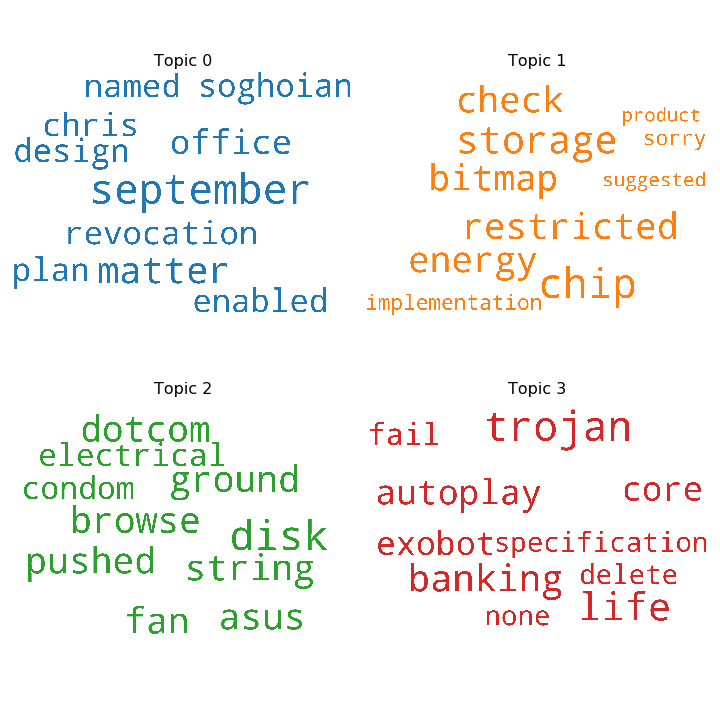 Topic 0
named soghoian
chris
office
design
september
revocation
plan matter
enabled
Topic 1
check
product
storage sorry
bitmap suggested
restricted
energy
chip
implementation
Topic 2
dotcom
electrical
condom ground
browse
disk
pushed string
fan asus
Topic 3
trojan
fail
autoplay core
exobot specification
banking delete
none life